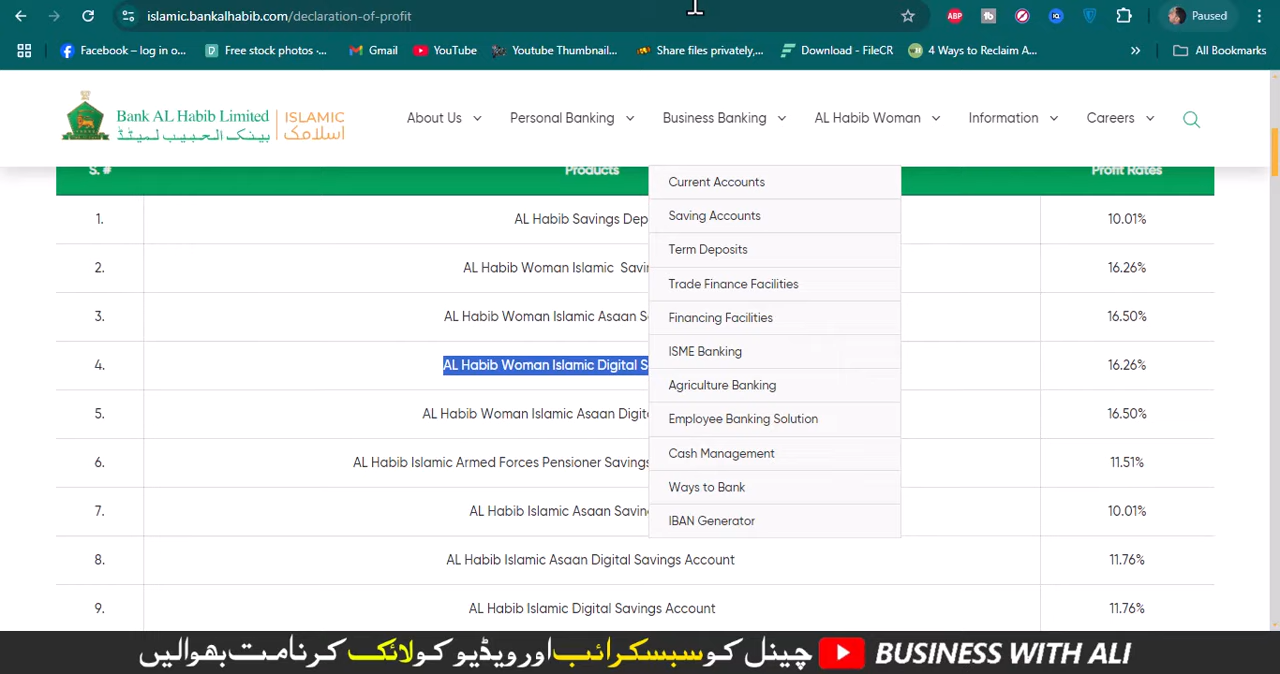 islamic.bankalhabib.com/declaration-of-profit
ABP
Paused
Facebook – log in o...
Free stock photos -...
Gmail
YouTube
Youtube Thumbnail...
Share files privately,...
Download - FileCR
4 Ways to Reclaim A...
»
All Bookmarks
Bank AL Habib Limited | ISLAMIC
بینک الحبیب لمیٹڈ | اسلامک
About Us
Personal Banking
Business Banking
AL Habib Woman
Information
Careers
S. # Products Profit Rates
1. AL Habib Savings Dep 10.01%
2. AL Habib Woman Islamic Savin 16.26%
3. AL Habib Woman Islamic Asaan S 16.50%
4. AL Habib Woman Islamic Digital S 16.26%
5. AL Habib Woman Islamic Asaan Digit 16.50%
6. AL Habib Islamic Armed Forces Pensioner Savings 11.51%
7. AL Habib Islamic Asaan Savin 10.01%
8. AL Habib Islamic Asaan Digital Savings Account 11.76%
9. AL Habib Islamic Digital Savings Account 11.76%
Current Accounts
Saving Accounts
Term Deposits
Trade Finance Facilities
Financing Facilities
ISME Banking
Agriculture Banking
Employee Banking Solution
Cash Management
Ways to Bank
IBAN Generator
چینل کو سبسکرائب اور ویڈیو کو لائک کرنا مت بھولیں
BUSINESS WITH ALI